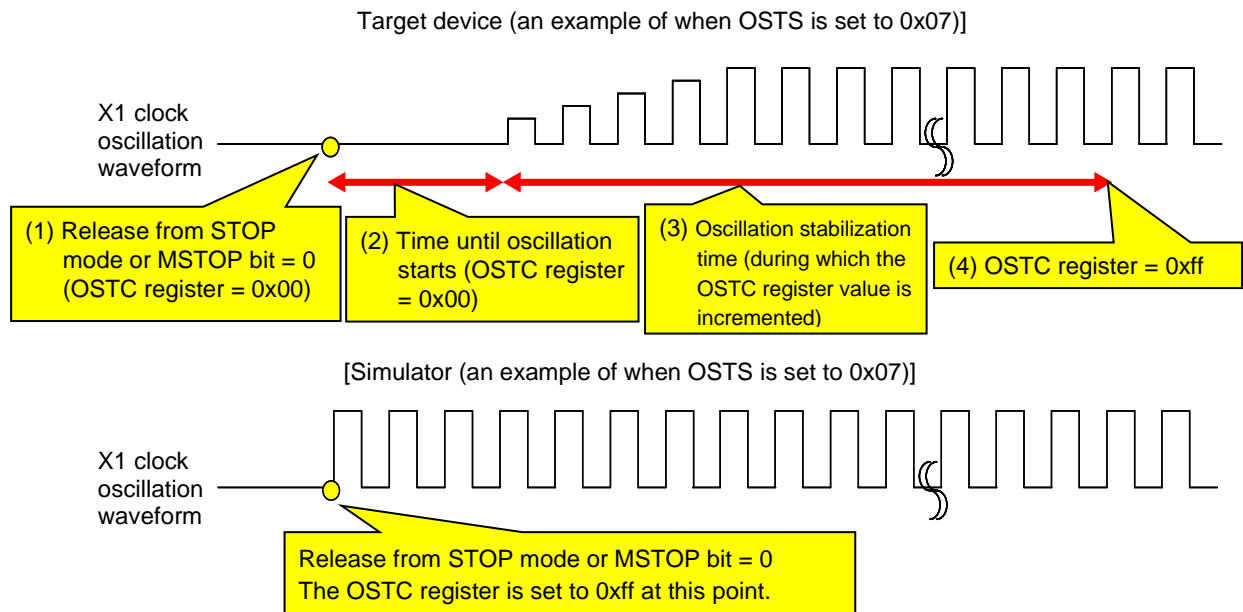 Target device (an example of when OSTS is set to 0x07)]
X1 clock
oscillation
waveform
(1) Release from STOP
mode or MSTOP bit = 0
(OSTC register = 0x00)
(2) Time until oscillation
starts (OSTC register
= 0x00)
(3) Oscillation stabilization
time (during which the
OSTC register value is
incremented)
(4) OSTC register = 0xff
[Simulator (an example of when OSTS is set to 0x07)]
X1 clock
oscillation
waveform
Release from STOP mode or MSTOP bit = 0
The OSTC register is set to 0xff at this point.